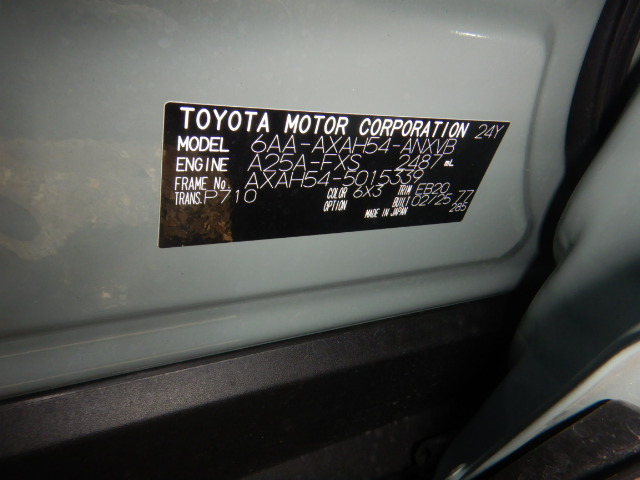 TOYOTA MOTOR CORPORATION 24Y
MODEL 6AA-AXAH54-ANXVB
ENGINE A25A-FXS 2487 mL
FRAME No. AXAH54-5015339
TRANS. P710 COLOR 6X3 TRIM EB20 77
OPTION MADE IN JAPAN BUILT 02/25 285